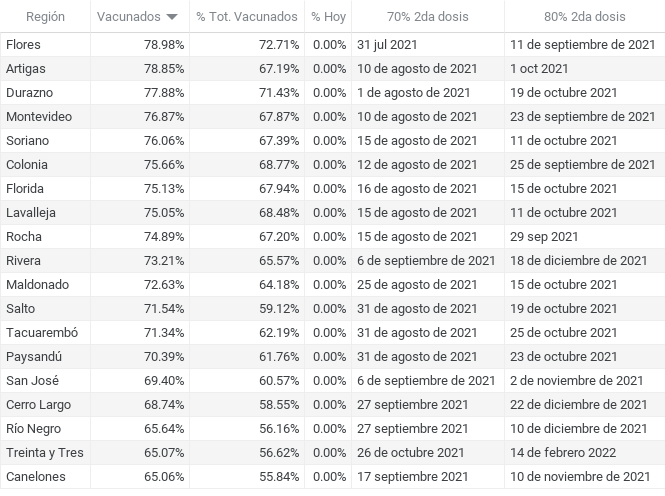 Región Vacunados % Tot. Vacunados % Hoy 70% 2da dosis 80% 2da dosis
Flores 78.98% 72.71% 0.00% 31 jul 2021 11 de septiembre de 2021
Artigas 78.85% 67.19% 0.00% 10 de agosto de 2021 1 oct 2021
Durazno 77.88% 71.43% 0.00% 1 de agosto de 2021 19 de octubre de 2021
Montevideo 76.87% 67.87% 0.00% 10 de agosto de 2021 23 de septiembre de 2021
Soriano 76.06% 67.39% 0.00% 15 de agosto de 2021 11 de octubre de 2021
Colonia 75.66% 68.77% 0.00% 12 de agosto de 2021 25 de septiembre de 2021
Florida 75.13% 67.94% 0.00% 16 de agosto de 2021 15 de octubre de 2021
Lavalleja 75.05% 68.48% 0.00% 15 de agosto de 2021 11 de octubre de 2021
Rocha 74.89% 67.20% 0.00% 15 de agosto de 2021 29 sep 2021
Rivera 73.21% 65.57% 0.00% 6 de septiembre de 2021 18 de diciembre de 2021
Maldonado 72.63% 64.18% 0.00% 25 de agosto de 2021 15 de octubre de 2021
Salto 71.54% 59.12% 0.00% 31 de agosto de 2021 19 de octubre de 2021
Tacuarembó 71.34% 62.19% 0.00% 31 de agosto de 2021 25 de octubre de 2021
Paysandú 70.39% 61.76% 0.00% 31 de agosto de 2021 23 de octubre de 2021
San José 69.40% 60.57% 0.00% 6 de septiembre de 2021 2 de noviembre de 2021
Cerro Largo 68.74% 58.55% 0.00% 27 septiembre 2021 22 de diciembre de 2021
Río Negro 65.64% 56.16% 0.00% 27 septiembre 2021 10 de diciembre de 2021
Treinta y Tres 65.07% 56.62% 0.00% 26 de octubre de 2021 14 de febrero 2022
Canelones 65.06% 55.84% 0.00% 17 septiembre 2021 10 de noviembre de 2021